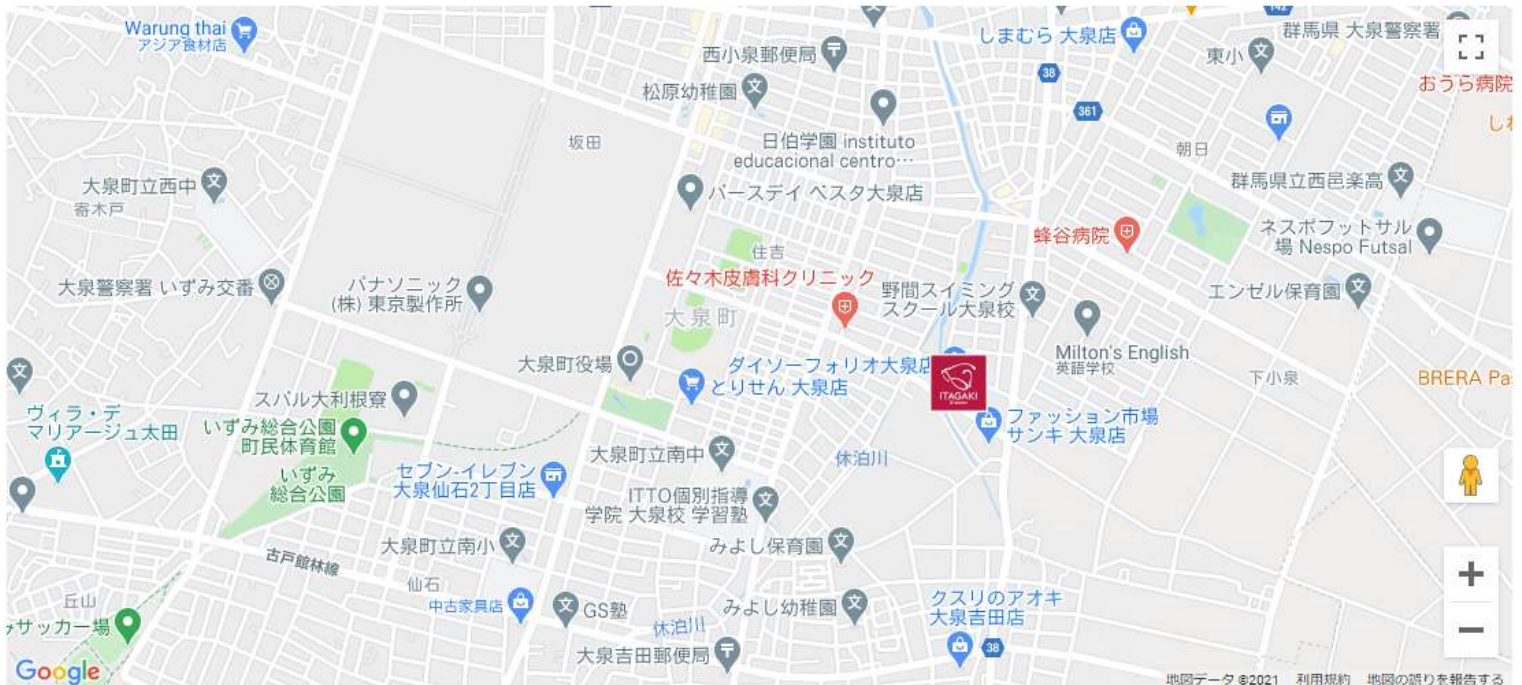 Warung thai
アジア食材店
西小泉郵便局
しまむら 大泉店
142
群馬県 大泉警察署
東小
38
おうら病院
松原幼稚園
361
しれ
坂田
日伯学園 instituto
educacional centro…
朝日
大泉町立西中
寄木戸
バースデイ ベスタ大泉店
群馬県立西邑楽高
蜂谷病院
ネスポフットサル
場 Nespo Futsal
住吉
大泉警察署 いずみ交番
パナソニック
(株) 東京製作所
佐々木皮膚科クリニック
野間スイミング
スクール大泉校
エンゼル保育園
大泉町
Milton's English
英語学校
大泉町役場
ダイソーフォリオ大泉店
とりせん 大泉店
ITAGAKI
下小泉
BRERA Pa
スバル大利根寮
ヴィラ・デ
マリアージュ太田
いずみ総合公園
町民体育館
ファッション市場
サンキ 大泉店
大泉町立南中
休泊川
いずみ
総合公園
セブン-イレブン
大泉仙石2丁目店
ITTO個別指導
学院 大泉校 学習塾
大泉町立南小
みよし保育園
古戸館林線
仙石
丘山
中古家具店
GS塾
みよし幼稚園
クスリのアオキ
大泉吉田店
サッカー場
休泊川
大泉吉田郵便局
38
Google
地図データ ©2021 利用規約 地図の誤りを報告する